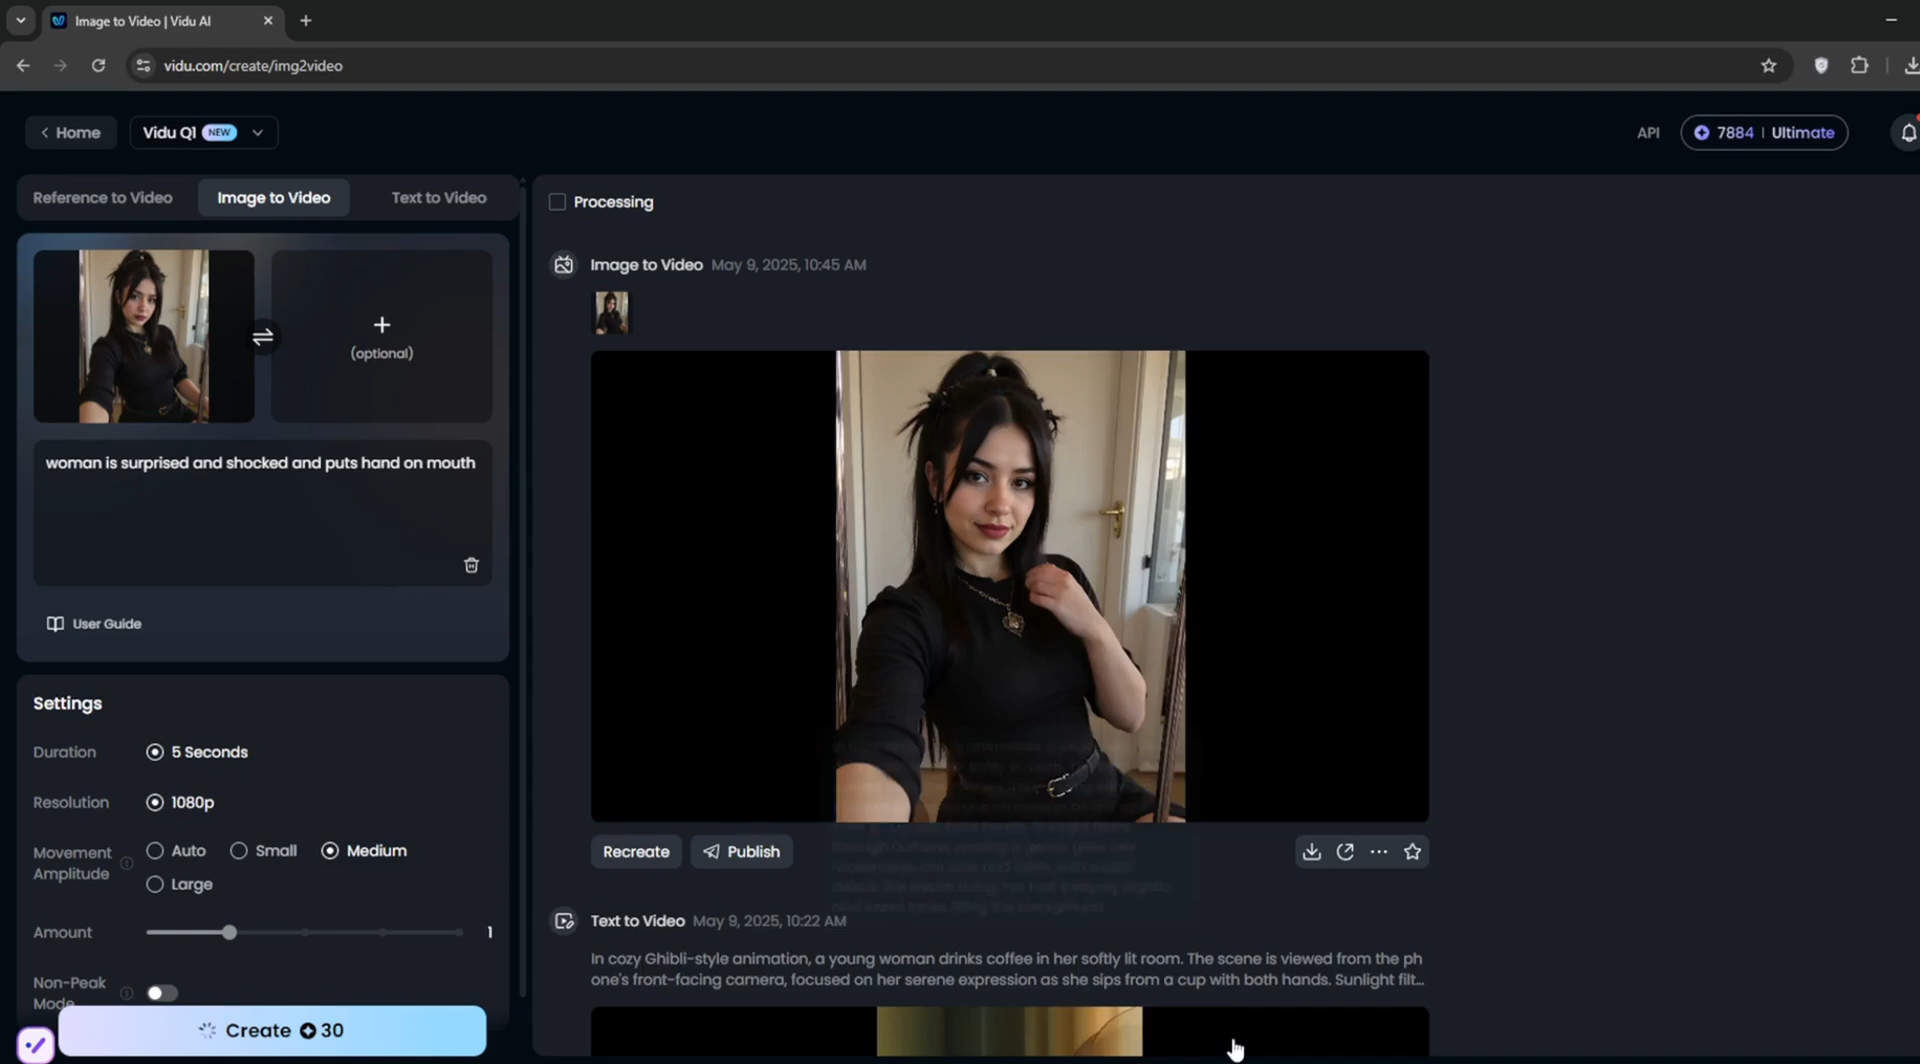 Image to Video | Vidu AI
vidu.com/create/img2video
Home
Vidu Q1 NEW
API
7884 | Ultimate
Reference to Video
Image to Video
Text to Video
(optional)
woman is surprised and shocked and puts hand on mouth
User Guide
Settings
Duration
5 Seconds
Resolution
1080p
Movement
Amplitude
Auto
Small
Medium
Large
Amount
1
Non-Peak
Mode
Create 30
Processing
Image to Video May 9, 2025, 10:45 AM
Recreate
Publish
Text to Video May 9, 2025, 10:22 AM
In cozy Ghibli-style animation, a young woman drinks coffee in her softly lit room. The scene is viewed from the ph
one's front-facing camera, focused on her serene expression as she sips from a cup with both hands. Sunlight filt...